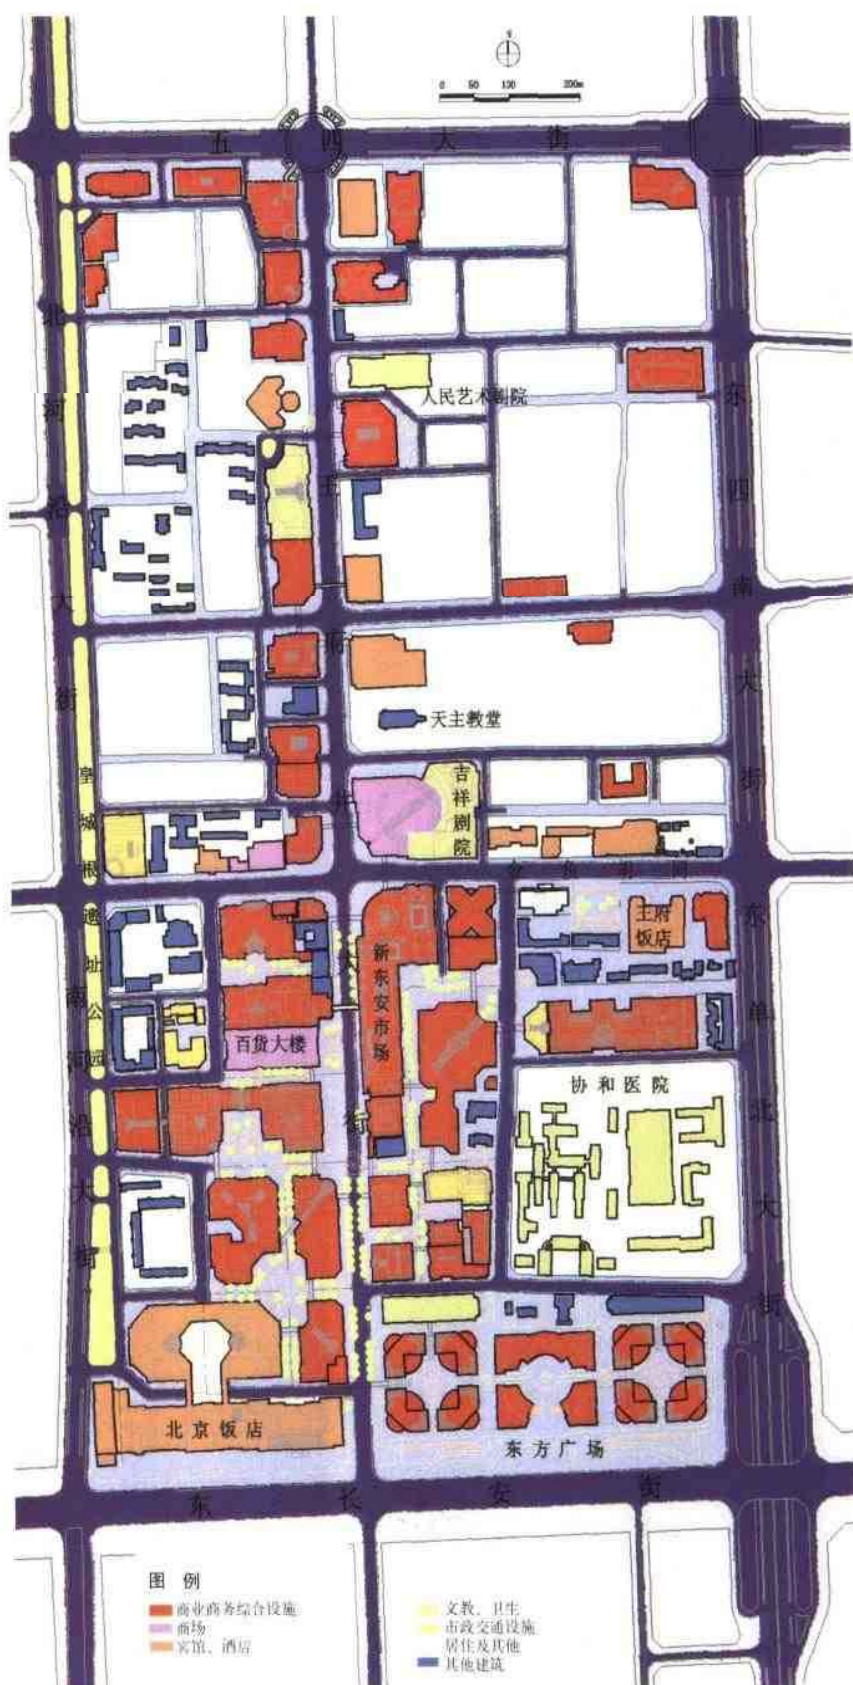 0 50 100 200m
五四大街
人民艺术剧院
北河沿大街
东四南大街
王府井大街
天主教堂
吉祥剧院
皇城根遗址公园
王府
饭店
新东安市场
百货大楼
协和医院
南河沿大街
东单北大街
北京饭店
东方广场
东长安街
图 例
商业商务综合设施
商场
宾馆、酒店
文教、卫生
市政交通设施
居住及其他
其他建筑